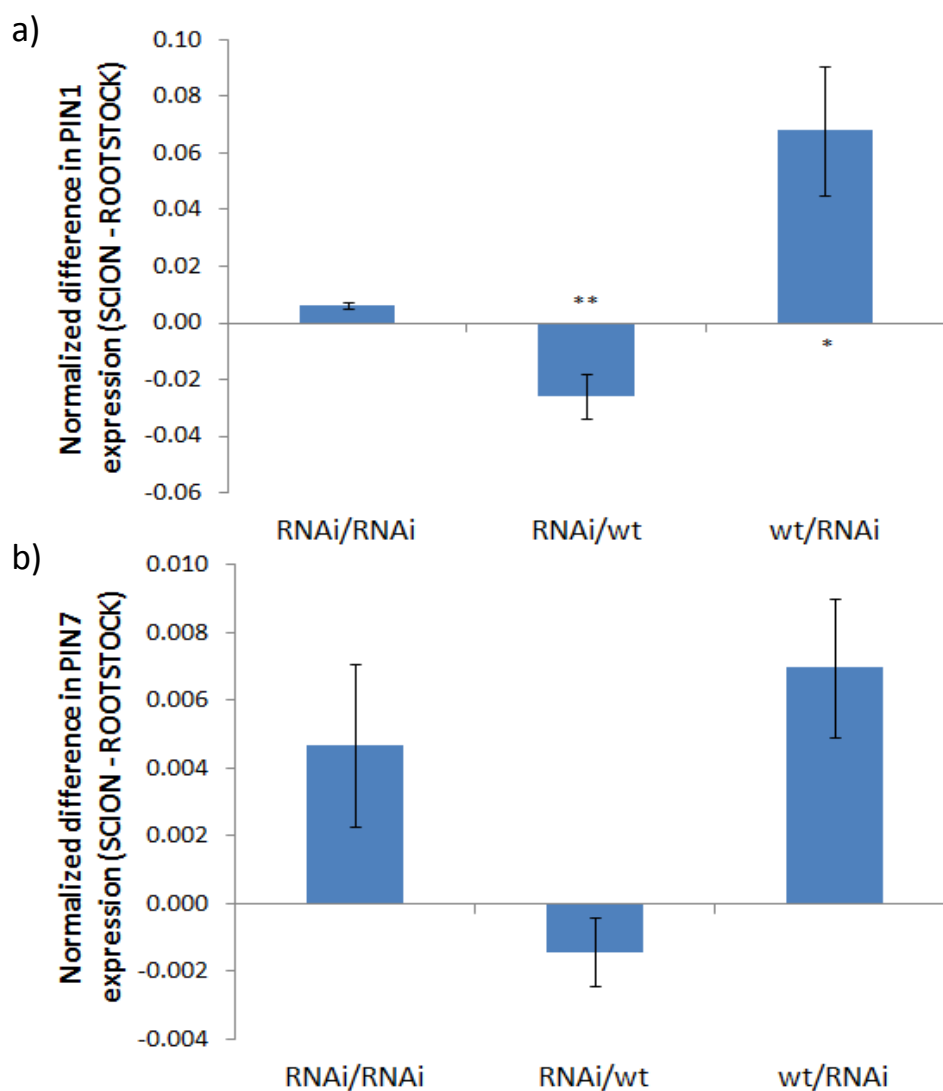 a)
Normalized difference in PIN1
expression (SCION - ROOTSTOCK)
0.10
0.08
0.06
0.04
0.02
0.00
-0.02
-0.04
-0.06
**
*
RNAi/RNAi
RNAi/wt
wt/RNAi
b)
Normalized difference in PIN7
expression (SCION - ROOTSTOCK)
0.010
0.008
0.006
0.004
0.002
0.000
-0.002
-0.004
RNAi/RNAi
RNAi/wt
wt/RNAi